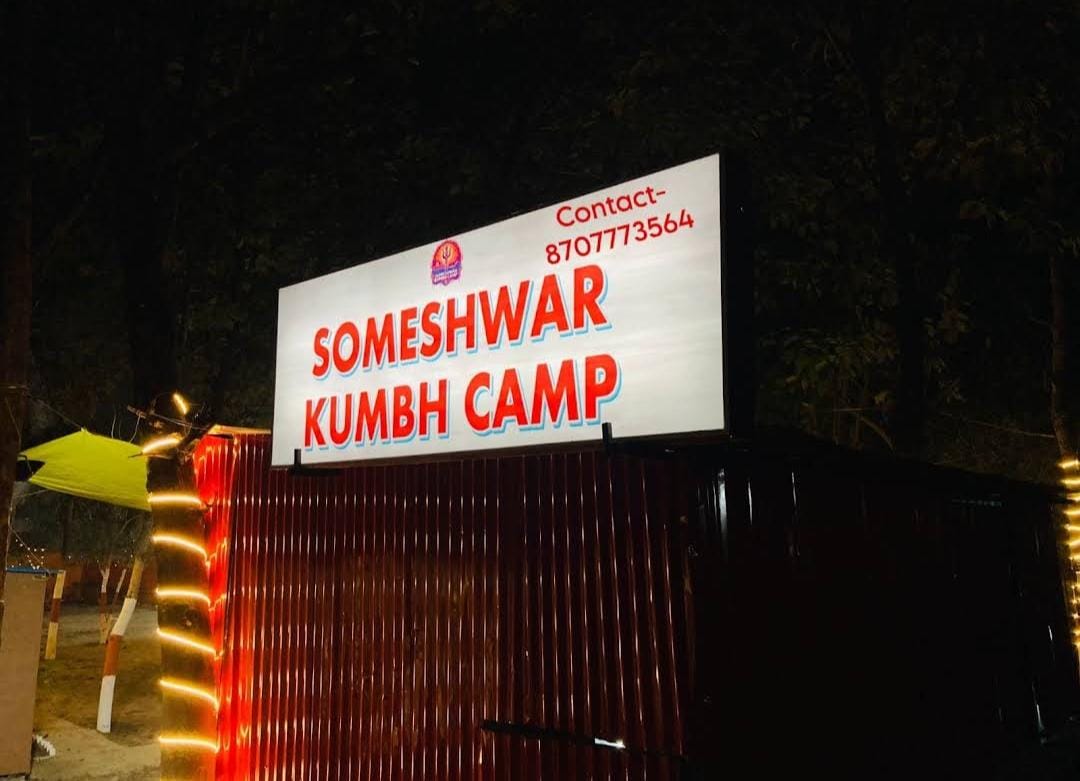 Contact-
8707773564
SOMESHWAR
KUMBH CAMP